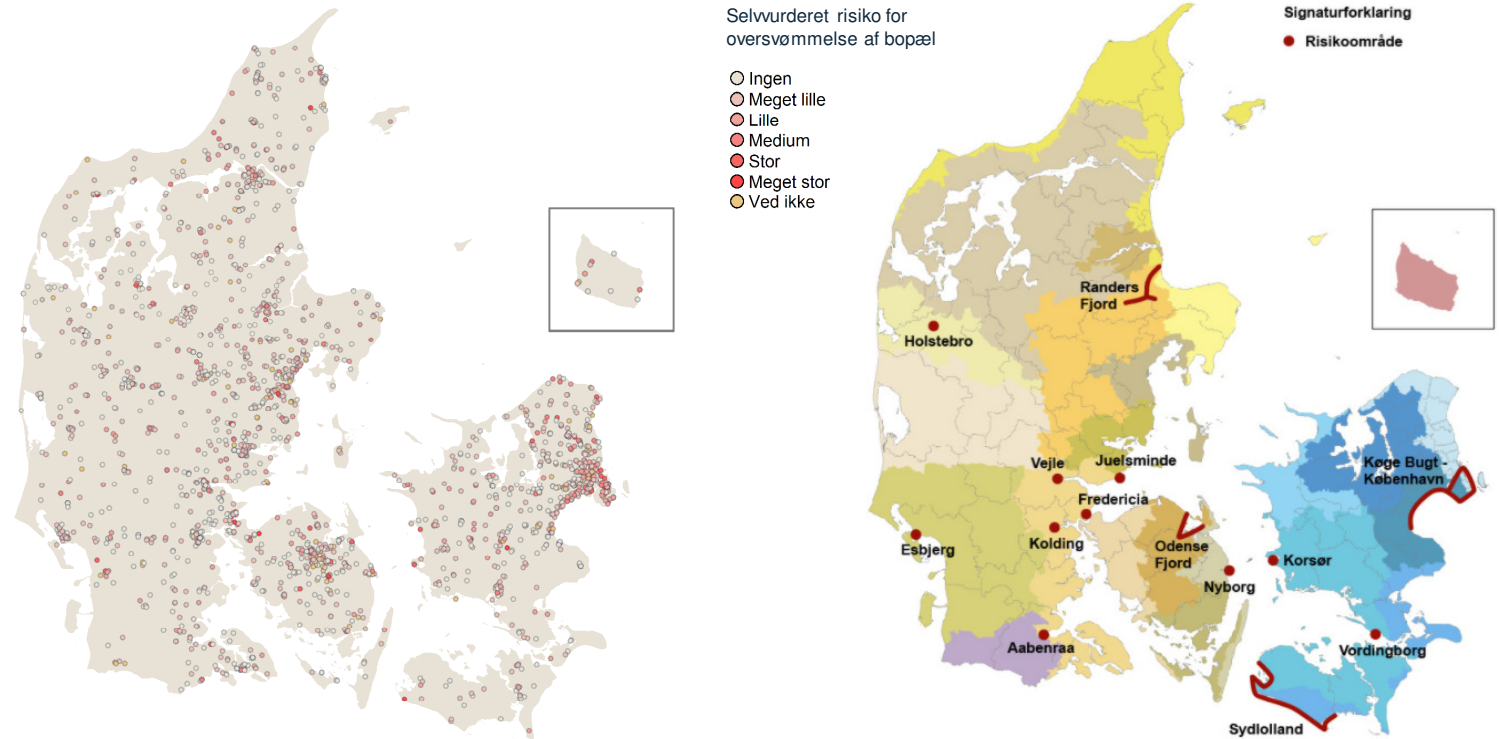 Selvvurderet risiko for
oversvømmelse af bopæl
Ingen
Meget lille
Lille
Medium
Stor
Meget stor
Ved ikke
Signaturforklaring
Risikoområde
Randers
Fjord
Holstebro
Vejle
Juelsminde
Fredericia
Køge Bugt -
København
Esbjerg
Kolding
Odense
Fjord
Korsør
Nyborg
Aabenraa
Vordingborg
Sydlolland